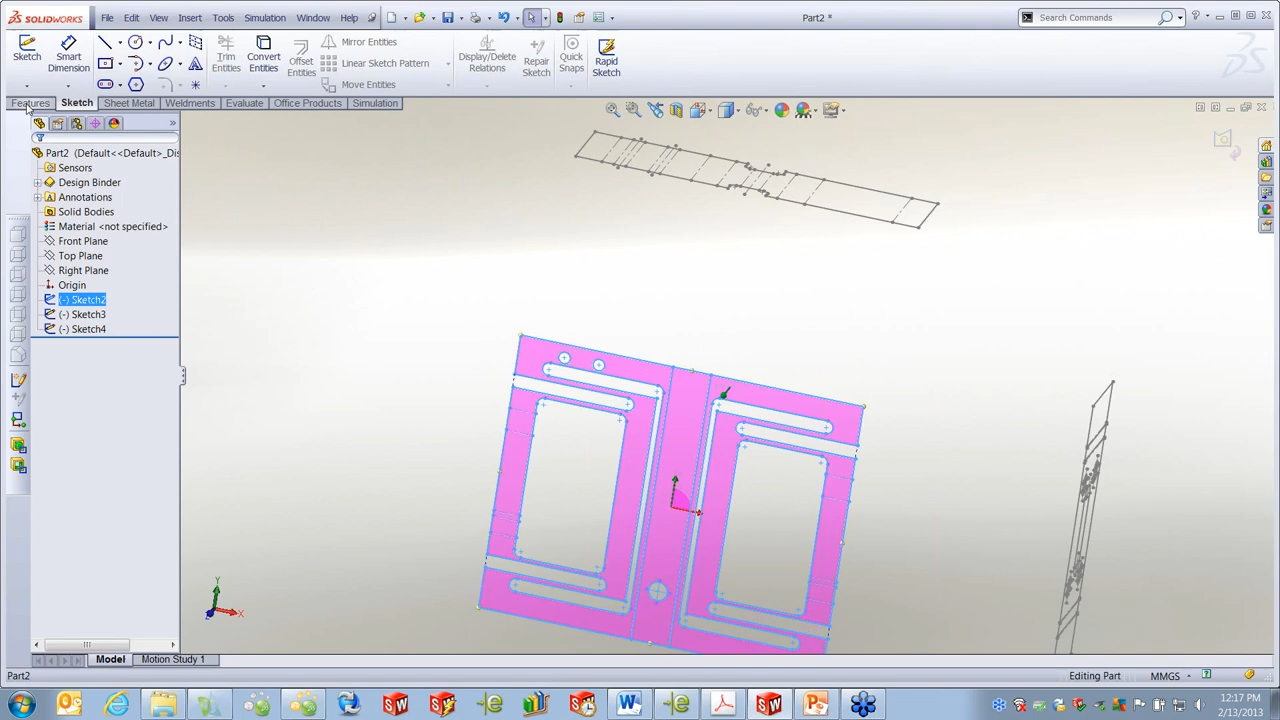 SOLIDWORKS File Edit View Insert Tools Simulation Window Help Part2 * Search Commands
Sketch Smart Dimension Trim Entities Convert Entities Offset Entities Mirror Entities Linear Sketch Pattern Move Entities Display/Delete Relations Repair Sketch Quick Snaps Rapid Sketch
Features Sketch Sheet Metal Weldments Evaluate Office Products Simulation
Part2 (Default<<Default>_Dis
Sensors
Design Binder
Annotations
Solid Bodies
Material <not specified>
Front Plane
Top Plane
Right Plane
Origin
(-) Sketch2
(-) Sketch3
(-) Sketch4
Y
X
Model Motion Study 1
Part2 Editing Part MMGS
12:17 PM
2/13/2013